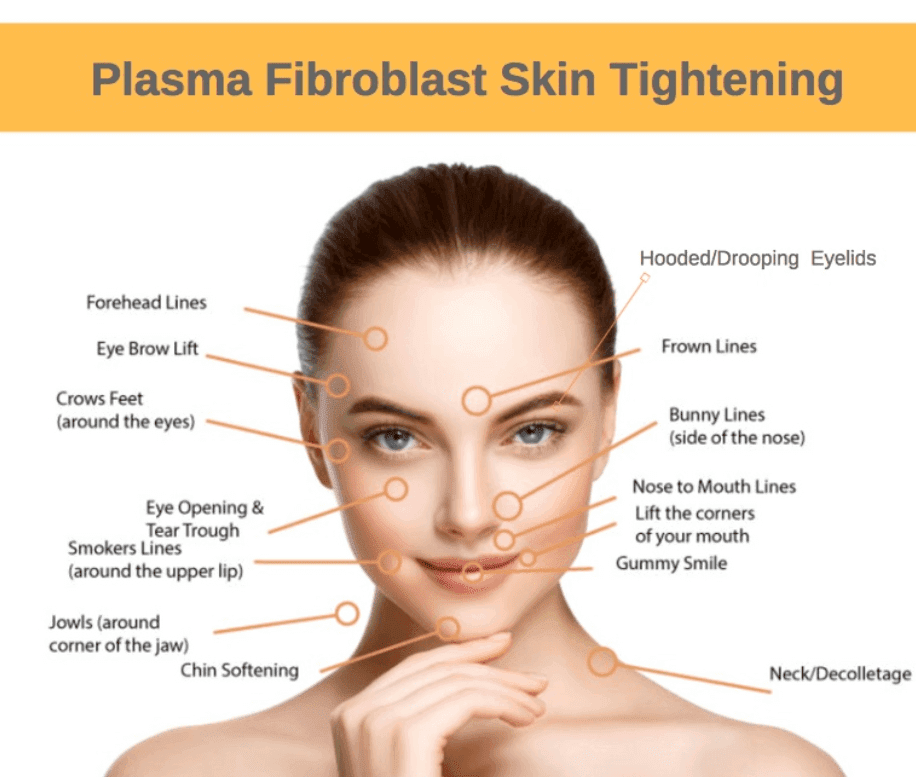 Plasma Fibroblast Skin Tightening
Hooded/Drooping Eyelids
Forehead Lines
Eye Brow Lift
Frown Lines
Crows Feet
(around the eyes)
Bunny Lines
(side of the nose)
Nose to Mouth Lines
Eye Opening &
Tear Trough
Lift the corners
of your mouth
Smokers Lines
(around the upper lip)
Gummy Smile
Jowls (around
corner of the jaw)
Chin Softening
Neck/Decolletage